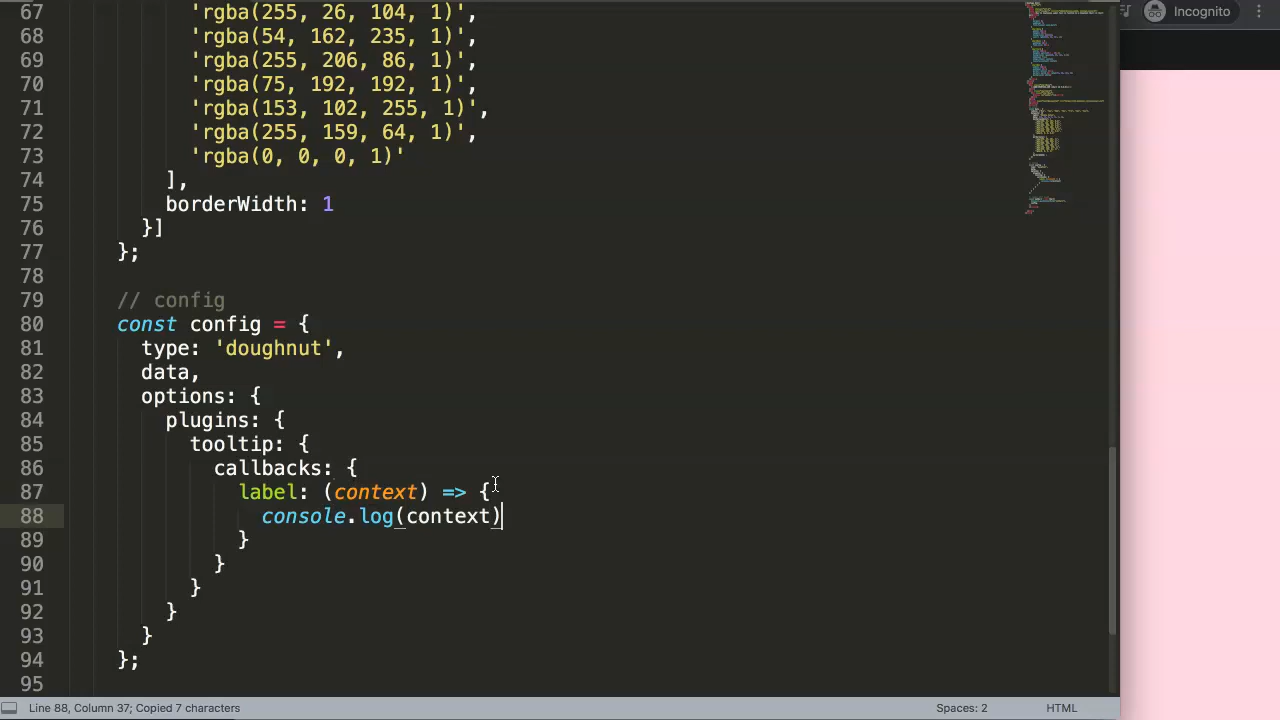 67 'rgba(255, 26, 104, 1)',
68 'rgba(54, 162, 235, 1)',
69 'rgba(255, 206, 86, 1)',
70 'rgba(75, 192, 192, 1)',
71 'rgba(153, 102, 255, 1)',
72 'rgba(255, 159, 64, 1)',
73 'rgba(0, 0, 0, 1)'
74 ],
75 borderWidth: 1
76 }]
77 };
78
79 // config
80 const config = {
81 type: 'doughnut',
82 data,
83 options: {
84 plugins: {
85 tooltip: {
86 callbacks: {
87 label: (context) => {
88 console.log(context)
89 }
90 }
91 }
92 }
93 }
94 };
95
Incognito
Line 88, Column 37; Copied 7 characters
Spaces: 2
HTML